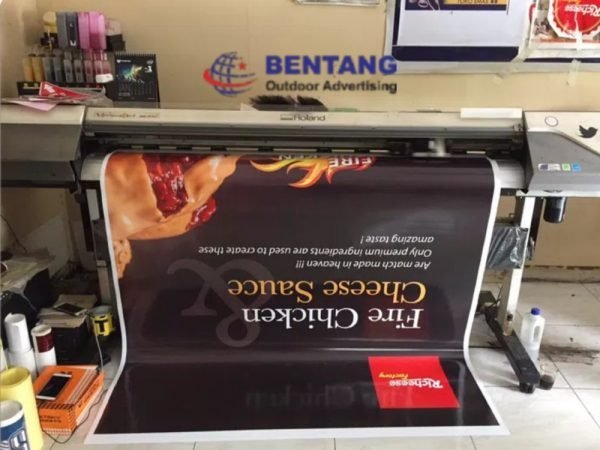 BENTANG
Outdoor Advertising
Roland
FIRE
Fire Chicken
&
Cheese Sauce
Are match made in heaven !!!
Only premium ingredients are used to create these
amazing taste !
Richeese
Factory
Richeese